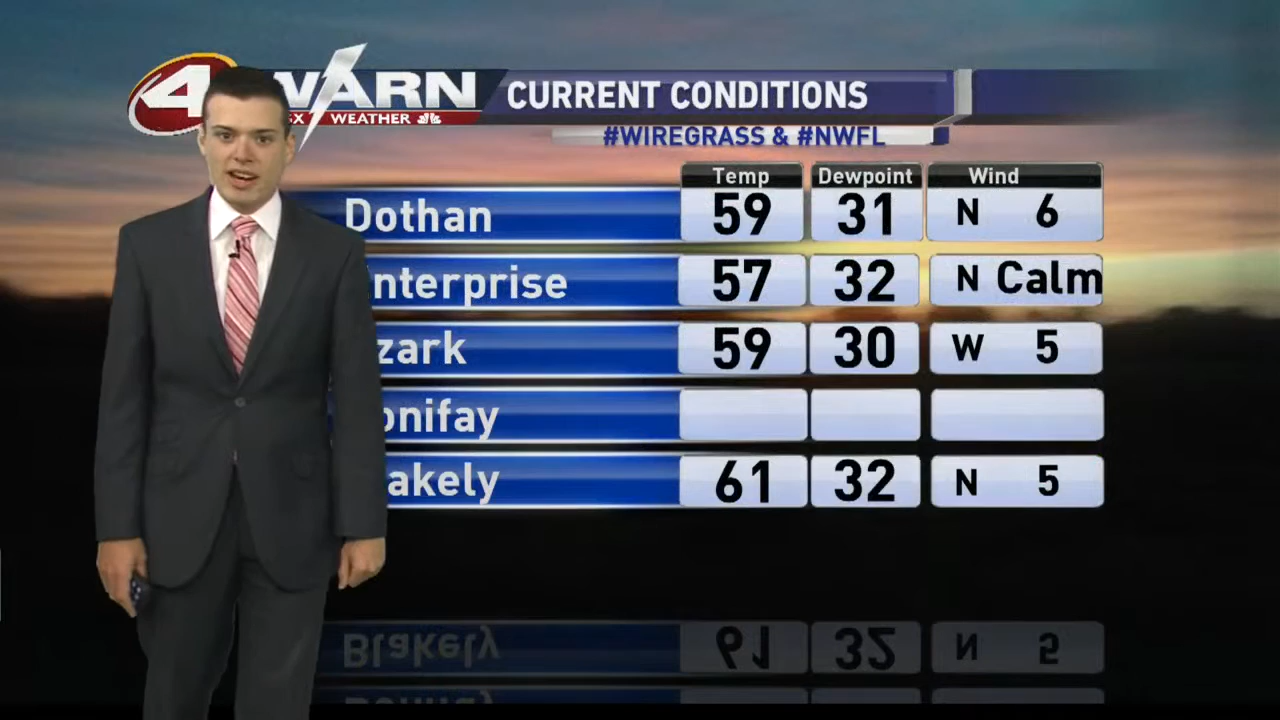 4 WARN
SX WEATHER
CURRENT CONDITIONS
#WIREGRASS & #NWFL
Temp Dewpoint Wind
Dothan 59 31 N 6
nterprise 57 32 N Calm
zark 59 30 W 5
onifay
akely 61 32 N 5
Blakely 61 32 N 5